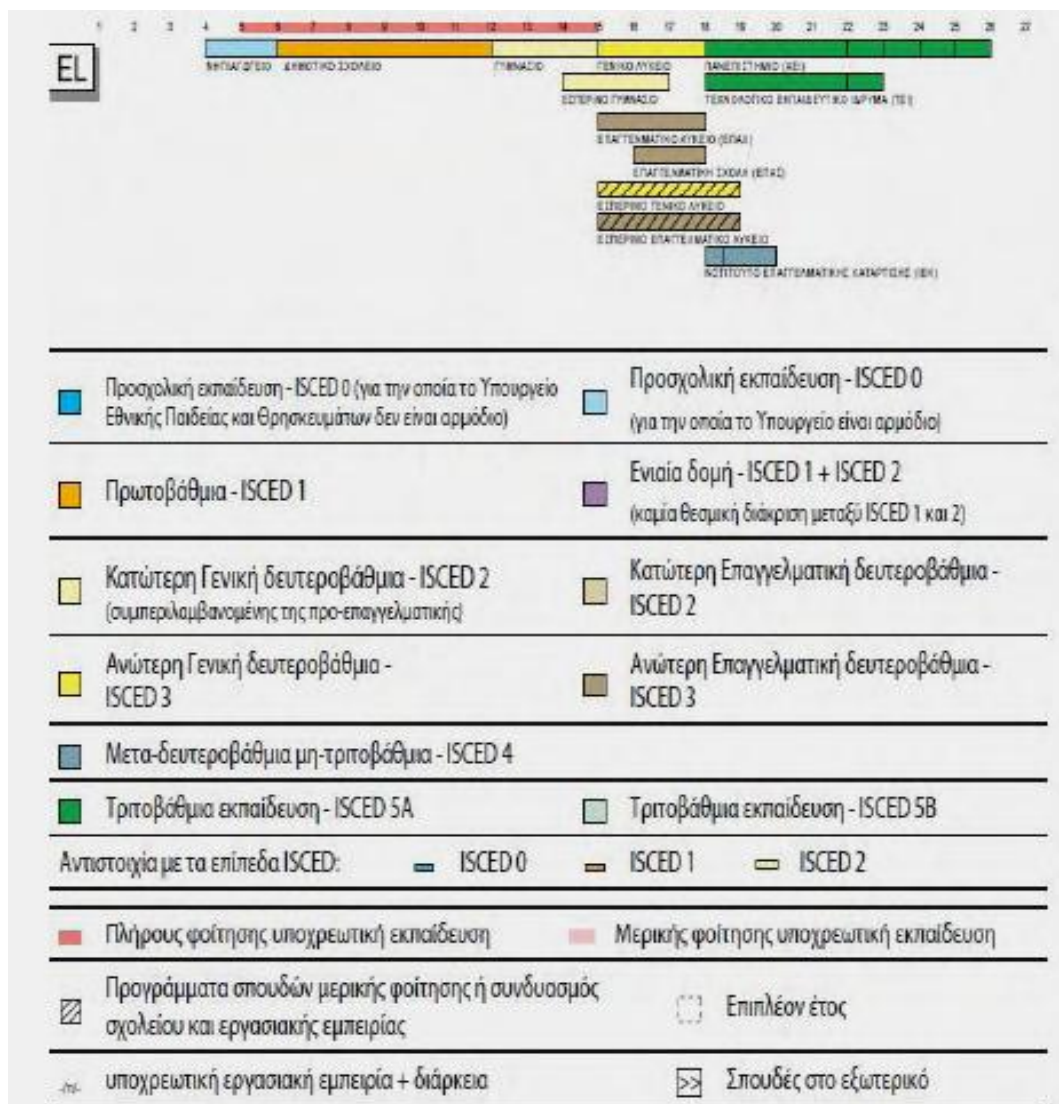 1 2 3 4 5 6 7 8 9 10 11 12 13 14 15 16 17 18 19 20 21 22 23 24 25 26 27
EL
ΝΗΠΙΑΓΩΓΕΙΟ ΔΗΜΟΤΙΚΟ ΣΧΟΛΕΙΟ ΓΥΜΝΑΣΙΟ ΓΕΝΙΚΟ ΛΥΚΕΙΟ ΠΑΝΕΠΙΣΤΗΜΙΟ (ΑΕΙ)
ΕΣΠΕΡΙΝΟ ΓΥΜΝΑΣΙΟ ΤΕΧΝΟΛΟΓΙΚΟ ΕΚΠΑΙΔΕΥΤΙΚΟ ΙΔΡΥΜΑ (ΤΕΙ)
ΕΠΑΓΓΕΛΜΑΤΙΚΟ ΛΥΚΕΙΟ (ΕΠΑΛ)
ΕΠΑΓΓΕΛΜΑΤΙΚΗ ΣΧΟΛΗ (ΕΠΑΣ)
ΕΣΠΕΡΙΝΟ ΓΕΝΙΚΟ ΛΥΚΕΙΟ
ΕΣΠΕΡΙΝΟ ΕΠΑΓΓΕΛΜΑΤΙΚΟ ΛΥΚΕΙΟ
ΙΝΣΤΙΤΟΥΤΟ ΕΠΑΓΓΕΛΜΑΤΙΚΗΣ ΚΑΤΑΡΤΙΣΗΣ (ΙΕΚ)
Προσχολική εκπαίδευση - ISCED 0 (για την οποία το Υπουργείο
Εθνικής Παιδείας και Θρησκευμάτων δεν είναι αρμόδιο)
Προσχολική εκπαίδευση - ISCED 0
(για την οποία το Υπουργείο είναι αρμόδιο)
Πρωτοβάθμια - ISCED 1
Ενιαία δομή - ISCED 1 + ISCED 2
(καμία θεσμική διάκριση μεταξύ ISCED 1 και 2)
Κατώτερη Γενική δευτεροβάθμια - ISCED 2
(συμπεριλαμβανομένης της προ-επαγγελματικής)
Κατώτερη Επαγγελματική δευτεροβάθμια -
ISCED 2
Ανώτερη Γενική δευτεροβάθμια -
ISCED 3
Ανώτερη Επαγγελματική δευτεροβάθμια -
ISCED 3
Μετα-δευτεροβάθμια μη-τριτοβάθμια - ISCED 4
Τριτοβάθμια εκπαίδευση - ISCED 5A
Τριτοβάθμια εκπαίδευση - ISCED 5B
Αντιστοιχία με τα επίπεδα ISCED: ISCED 0 ISCED 1 ISCED 2
Πλήρους φοίτησης υποχρεωτική εκπαίδευση
Μερικής φοίτησης υποχρεωτική εκπαίδευση
Προγράμματα σπουδών μερικής φοίτησης ή συνδυασμός
σχολείου και εργασιακής εμπειρίας
Επιπλέον έτος
-/n/- υποχρεωτική εργασιακή εμπειρία + διάρκεια
>> Σπουδές στο εξωτερικό